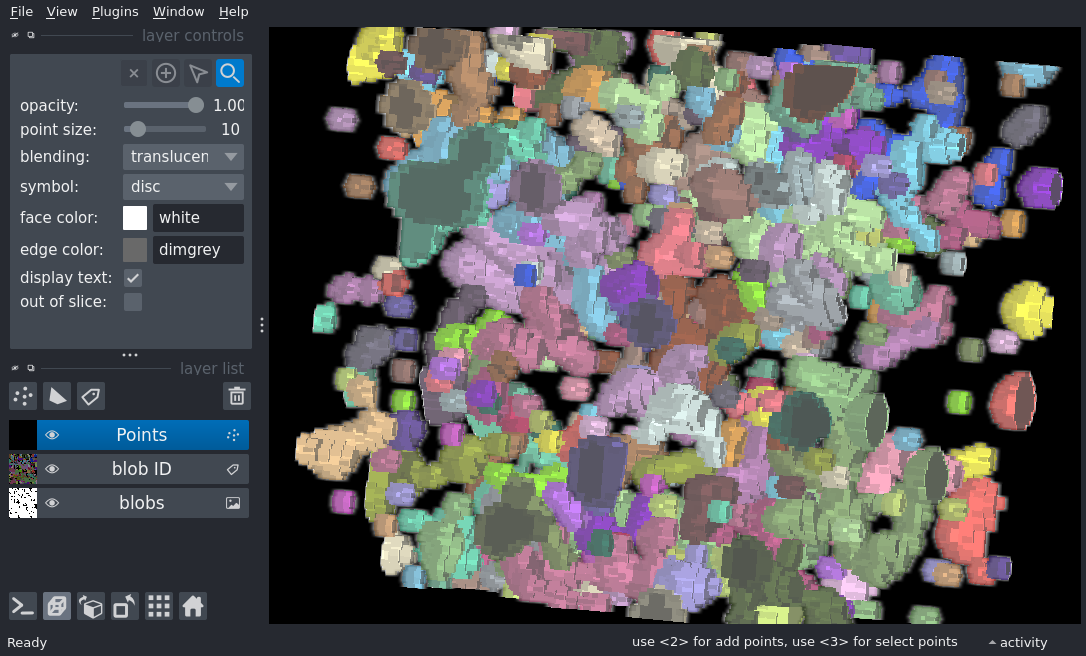 File View Plugins Window Help
layer controls
opacity: 1.00
point size: 10
blending: translucen
symbol: disc
face color: white
edge color: dimgrey
display text:
out of slice:
layer list
Points
blob ID
blobs
Ready
use <2> for add points, use <3> for select points
activity